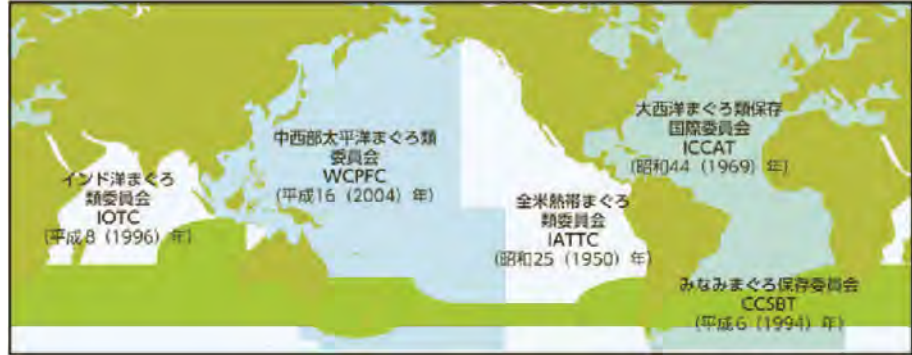 インド洋まぐろ
類委員会
IOTC
(平成8（1996）年)
中西部太平洋まぐろ類
委員会
WCPFC
(平成16（2004）年)
全米熱帯まぐろ
類委員会
IATTC
(昭和25（1950）年)
大西洋まぐろ類保存
国際委員会
ICCAT
(昭和44（1969）年)
みなみまぐろ保存委員会
CCSBT
(平成6（1994）年)